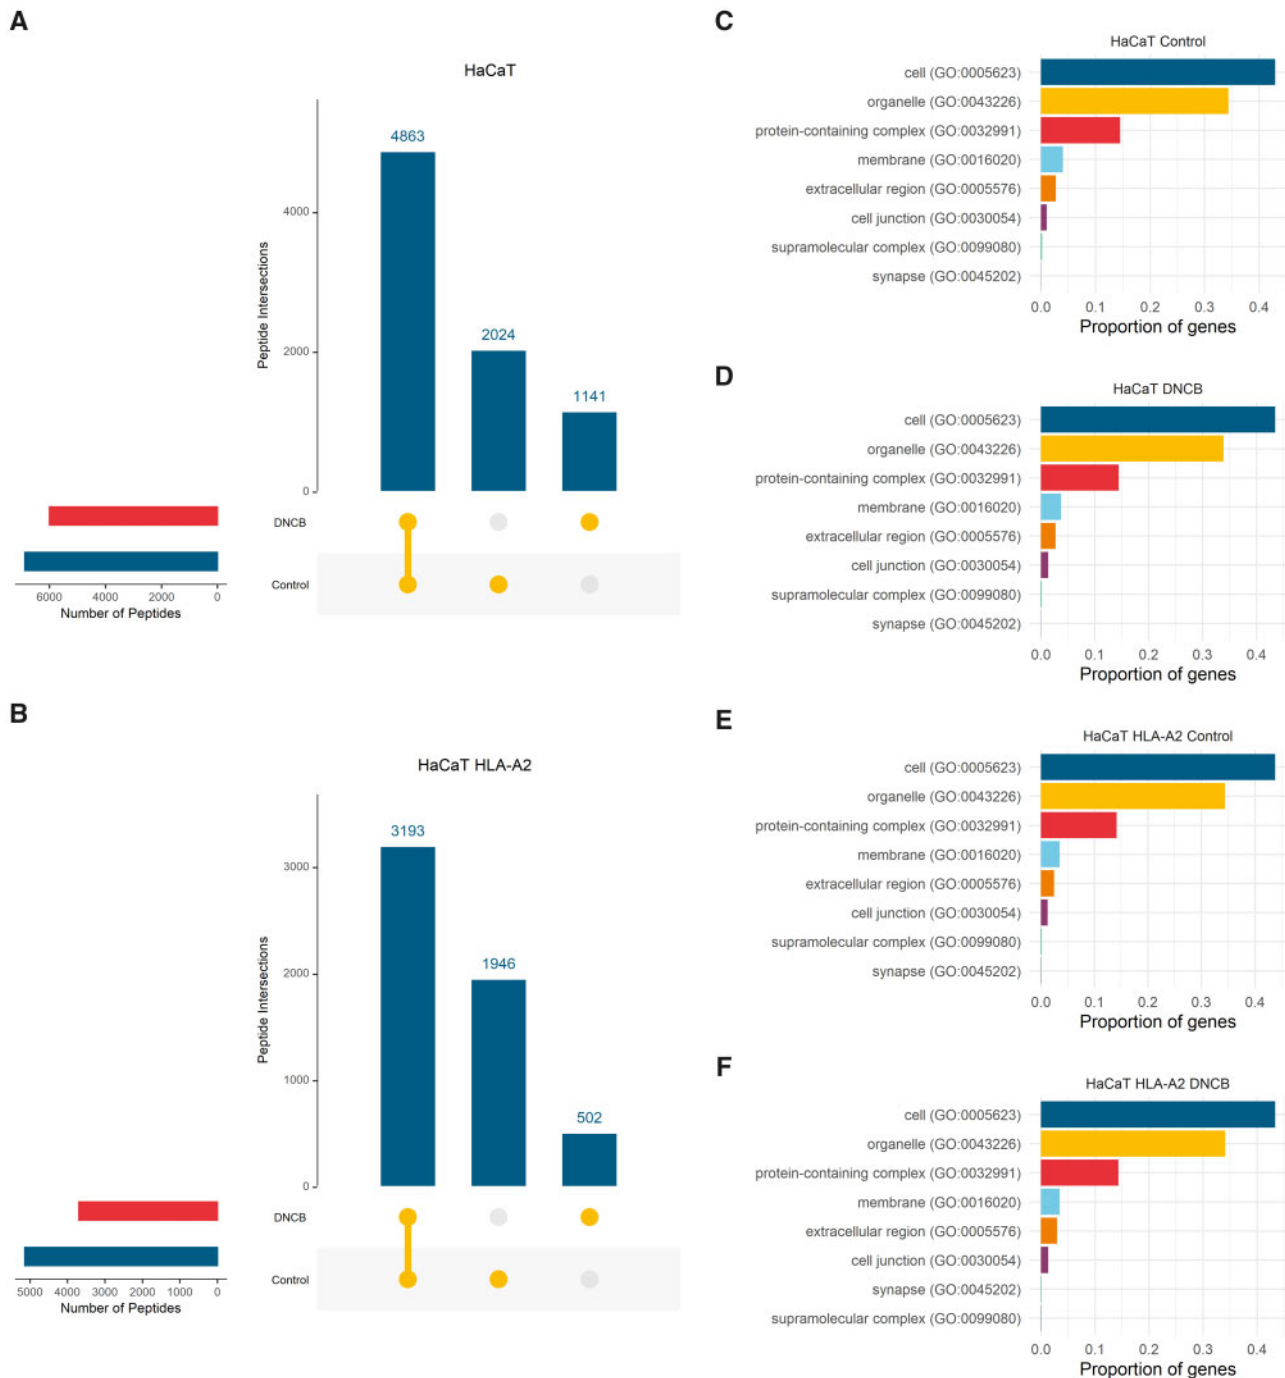 A
HaCaT
4863
2024
1141
4000
2000
0
Peptide Intersections
DNCB
Control
6000 4000 2000 0
Number of Peptides
B
HaCaT HLA-A2
3193
1946
502
3000
2000
1000
0
Peptide Intersections
DNCB
Control
5000 4000 3000 2000 1000 0
Number of Peptides
C
HaCaT Control
cell (GO:0005623)
organelle (GO:0043226)
protein-containing complex (GO:0032991)
membrane (GO:0016020)
extracellular region (GO:0005576)
cell junction (GO:0030054)
supramolecular complex (GO:0099080)
synapse (GO:0045202)
0.0 0.1 0.2 0.3 0.4
Proportion of genes
D
HaCaT DNCB
cell (GO:0005623)
organelle (GO:0043226)
protein-containing complex (GO:0032991)
membrane (GO:0016020)
extracellular region (GO:0005576)
cell junction (GO:0030054)
supramolecular complex (GO:0099080)
synapse (GO:0045202)
0.0 0.1 0.2 0.3 0.4
Proportion of genes
E
HaCaT HLA-A2 Control
cell (GO:0005623)
organelle (GO:0043226)
protein-containing complex (GO:0032991)
membrane (GO:0016020)
extracellular region (GO:0005576)
cell junction (GO:0030054)
supramolecular complex (GO:0099080)
synapse (GO:0045202)
0.0 0.1 0.2 0.3 0.4
Proportion of genes
F
HaCaT HLA-A2 DNCB
cell (GO:0005623)
organelle (GO:0043226)
protein-containing complex (GO:0032991)
membrane (GO:0016020)
extracellular region (GO:0005576)
cell junction (GO:0030054)
synapse (GO:0045202)
supramolecular complex (GO:0099080)
0.0 0.1 0.2 0.3 0.4
Proportion of genes